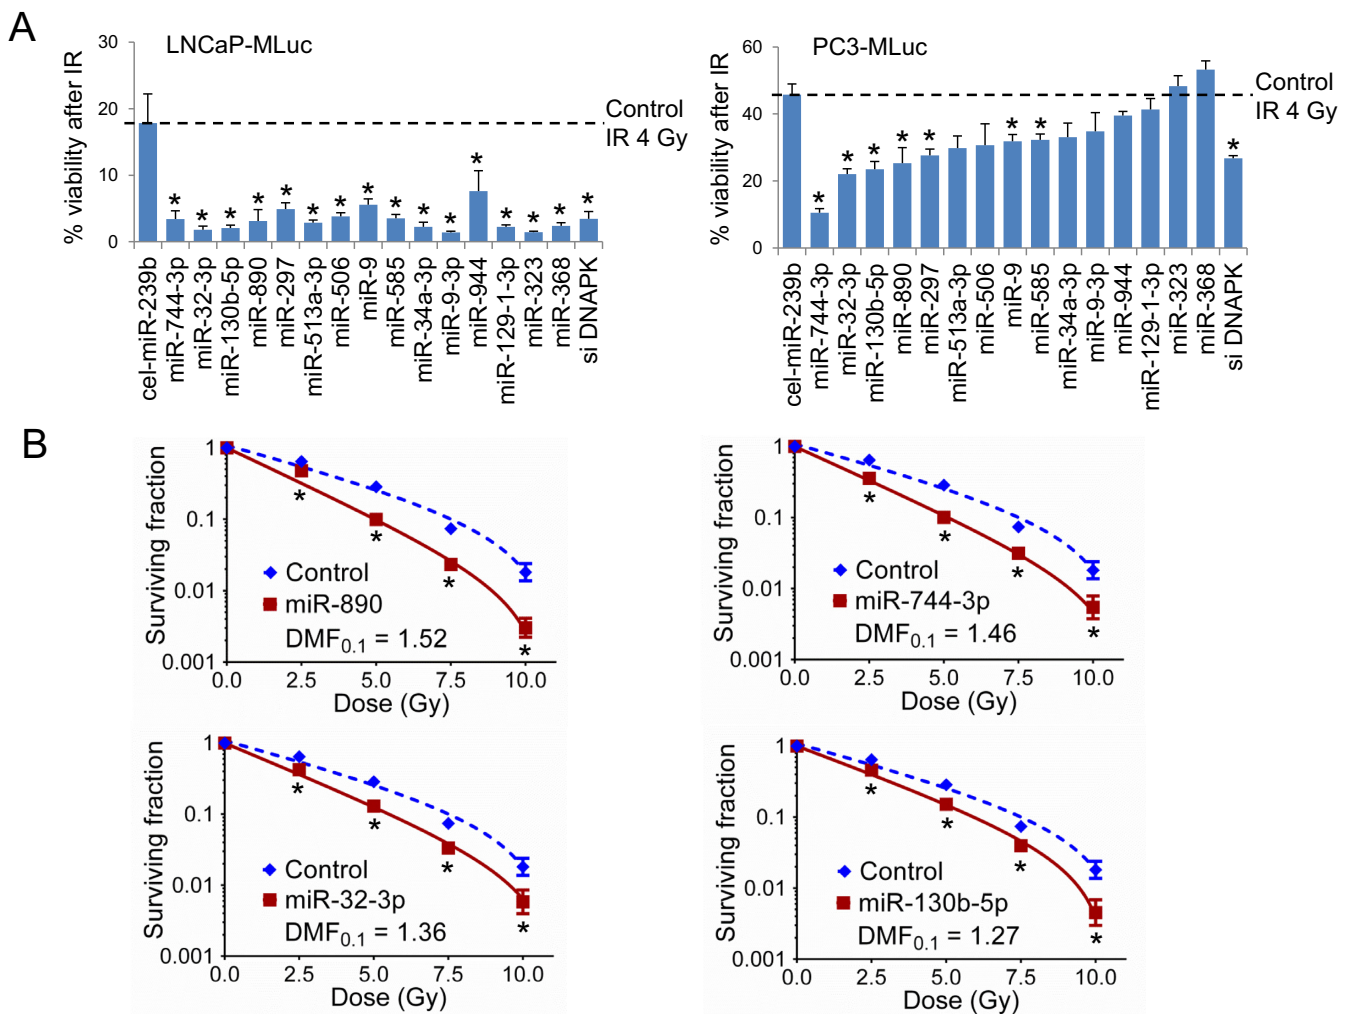 A
LNCaP-MLuc
% viability after IR
30
20
10
0
Control
IR 4 Gy
* * * * * * * * * * * * * * * *
cel-miR-239b
miR-744-3p
miR-32-3p
miR-130b-5p
miR-890
miR-297
miR-513a-3p
miR-506
miR-9
miR-585
miR-34a-3p
miR-9-3p
miR-944
miR-129-1-3p
miR-323
miR-368
si DNAPK
PC3-MLuc
% viability after IR
60
40
20
0
Control
IR 4 Gy
* * * * * * * *
cel-miR-239b
miR-744-3p
miR-32-3p
miR-130b-5p
miR-890
miR-297
miR-513a-3p
miR-506
miR-9
miR-585
miR-34a-3p
miR-9-3p
miR-944
miR-129-1-3p
miR-323
miR-368
si DNAPK
B
Surviving fraction
1
0.1
0.01
0.001
* * * *
Control
miR-890
DMF0.1 = 1.52
0.0 2.5 5.0 7.5 10.0
Dose (Gy)
Surviving fraction
1
0.1
0.01
0.001
* * * *
Control
miR-744-3p
DMF0.1 = 1.46
0.0 2.5 5.0 7.5 10.0
Dose (Gy)
Surviving fraction
1
0.1
0.01
0.001
* * * *
Control
miR-32-3p
DMF0.1 = 1.36
0.0 2.5 5.0 7.5 10.0
Dose (Gy)
Surviving fraction
1
0.1
0.01
0.001
* * * *
Control
miR-130b-5p
DMF0.1 = 1.27
0.0 2.5 5.0 7.5 10.0
Dose (Gy)